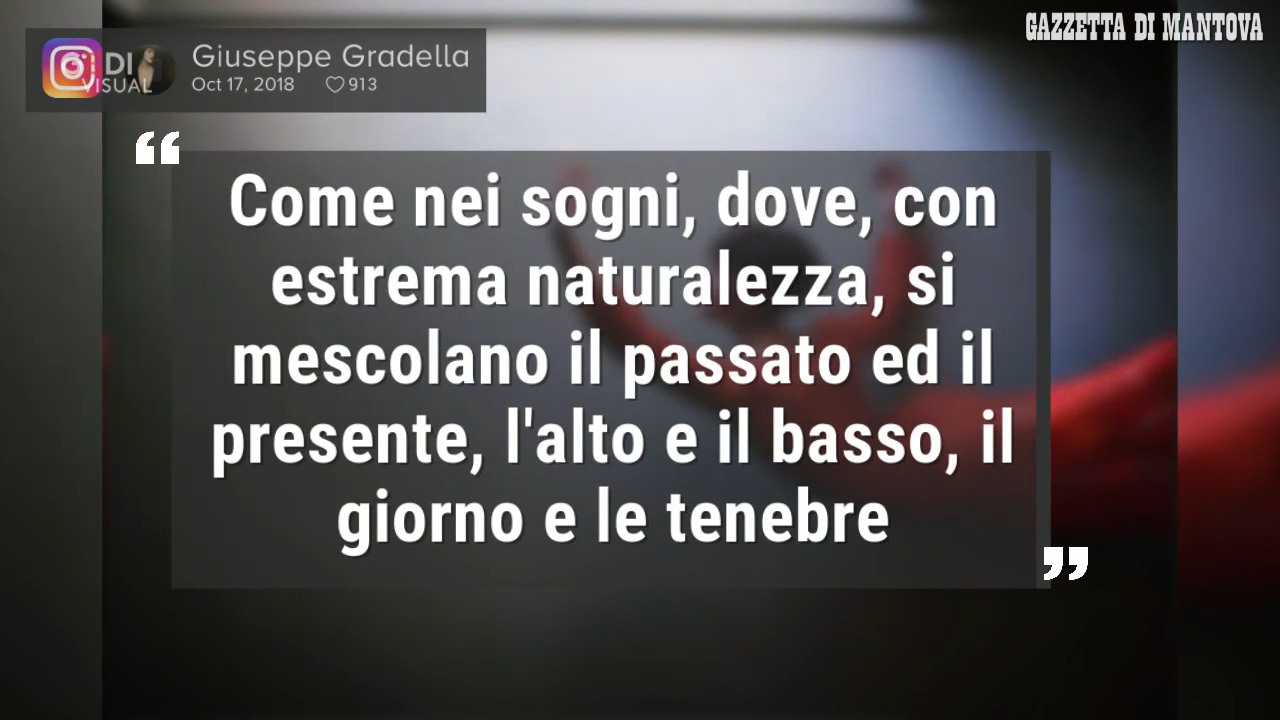 GAZZETTA DI MANTOVA
DI
VISUAL
Giuseppe Gradella
Oct 17, 2018 913
“
Come nei sogni, dove, con
estrema naturalezza, si
mescolano il passato ed il
presente, l'alto e il basso, il
giorno e le tenebre
”